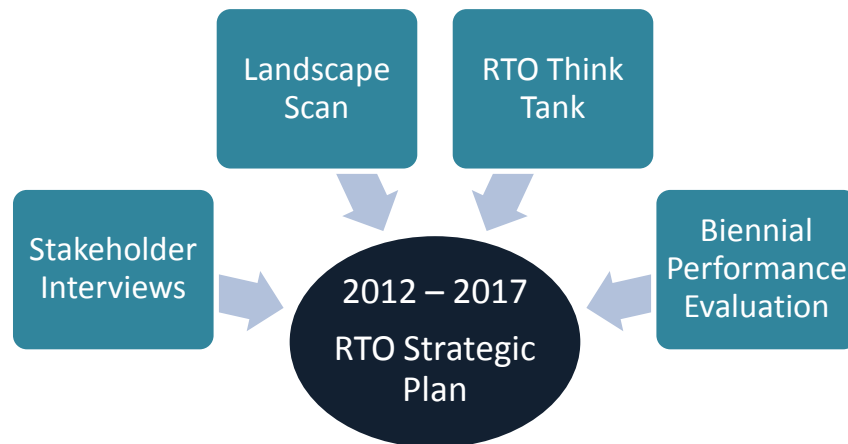 Landscape
Scan
RTO Think
Tank
Stakeholder
Interviews
Biennial
Performance
Evaluation
2012 – 2017
RTO Strategic
Plan